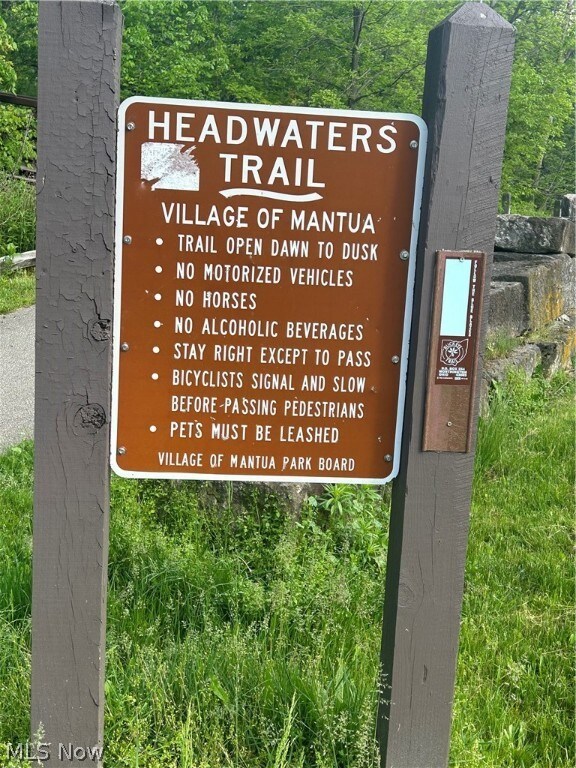 HEADWATERS
TRAIL
VILLAGE OF MANTUA
• TRAIL OPEN DAWN TO DUSK
• NO MOTORIZED VEHICLES
• NO HORSES
• NO ALCOHOLIC BEVERAGES
• STAY RIGHT EXCEPT TO PASS
• BICYCLISTS SIGNAL AND SLOW
BEFORE-PASSING PEDESTRIANS
• PETS MUST BE LEASHED
VILLAGE OF MANTUA PARK BOARD
BUCKEYE
TRAIL
MLS Now